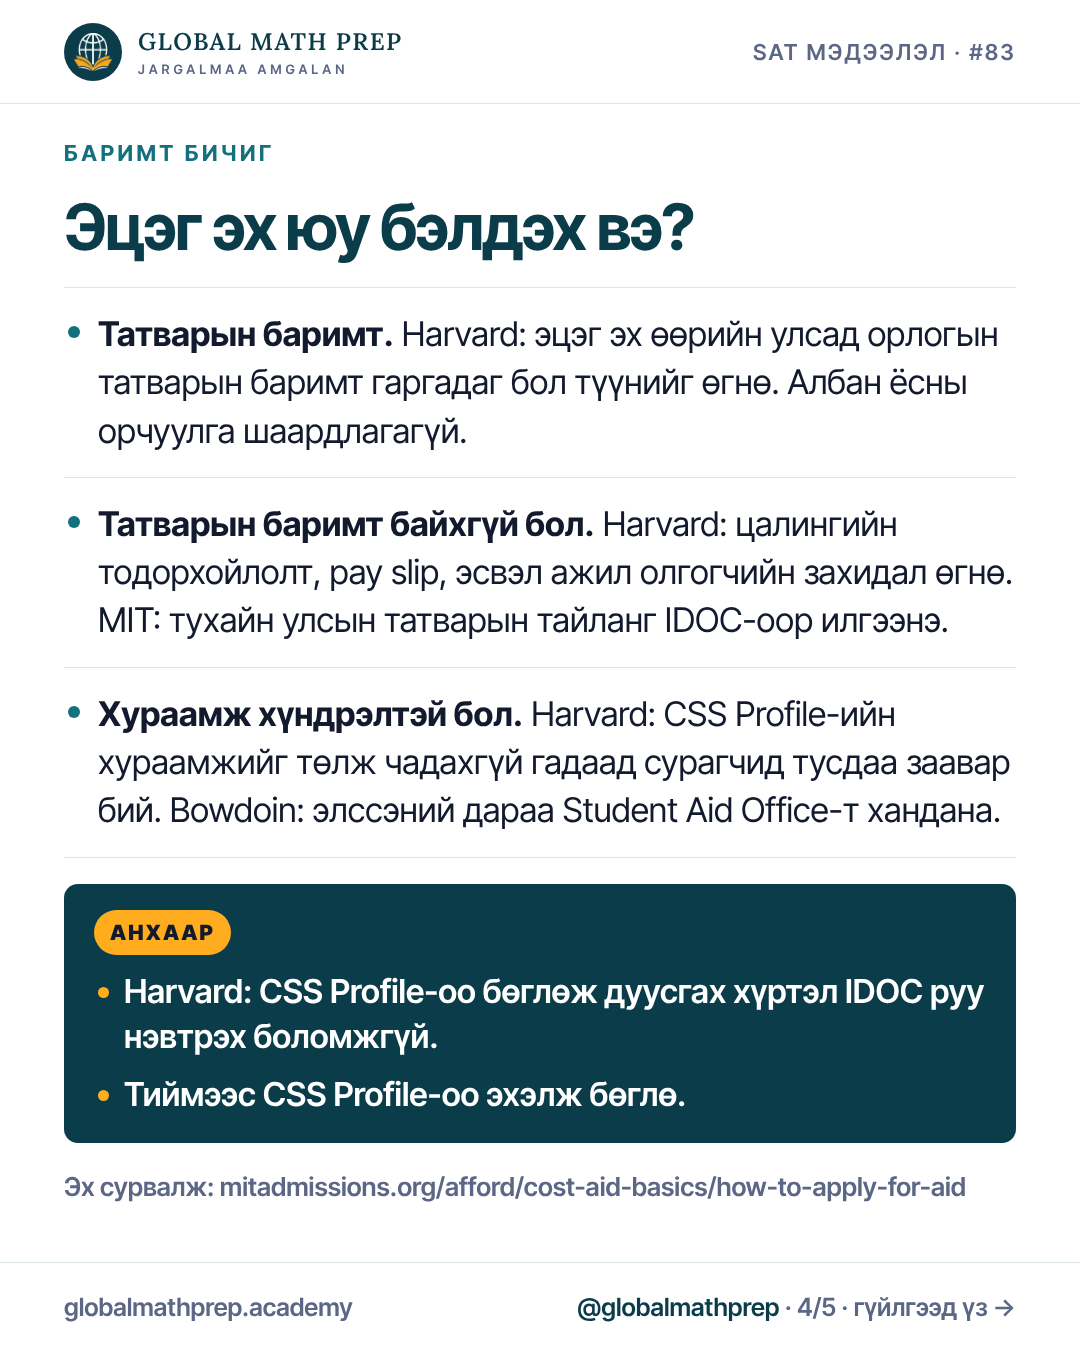 GLOBAL MATH PREP
JARGALMAA AMGALAN
SAT МЭДЭЭЛЭЛ · #83
БАРИМТ БИЧИГ
Эцэг эх юу бэлдэх вэ?
• Татварын баримт. Harvard: эцэг эх өөрийн улсад орлогын
татварын баримт гаргадаг бол түүнийг өгнө. Албан ёсны
орчуулга шаардлагагүй.
• Татварын баримт байхгүй бол. Harvard: цалингийн
тодорхойлолт, pay slip, эсвэл ажил олгогчийн захидал өгнө.
MIT: тухайн улсын татварын тайланг IDOC-оор илгээнэ.
• Хураамж хүндрэлтэй бол. Harvard: CSS Profile-ийн
хураамжийг төлж чадахгүй гадаад сурагчид тусдаа заавар
бий. Bowdoin: элссэний дараа Student Aid Office-т хандана.
АНХААР
• Harvard: CSS Profile-оо бөглөж дуусгах хүртэл IDOC руу
нэвтрэх боломжгүй.
• Тиймээс CSS Profile-оо эхэлж бөглө.
Эх сурвалж: mitadmissions.org/afford/cost-aid-basics/how-to-apply-for-aid
globalmathprep.academy
@globalmathprep · 4/5 · гүйлгээд үз →